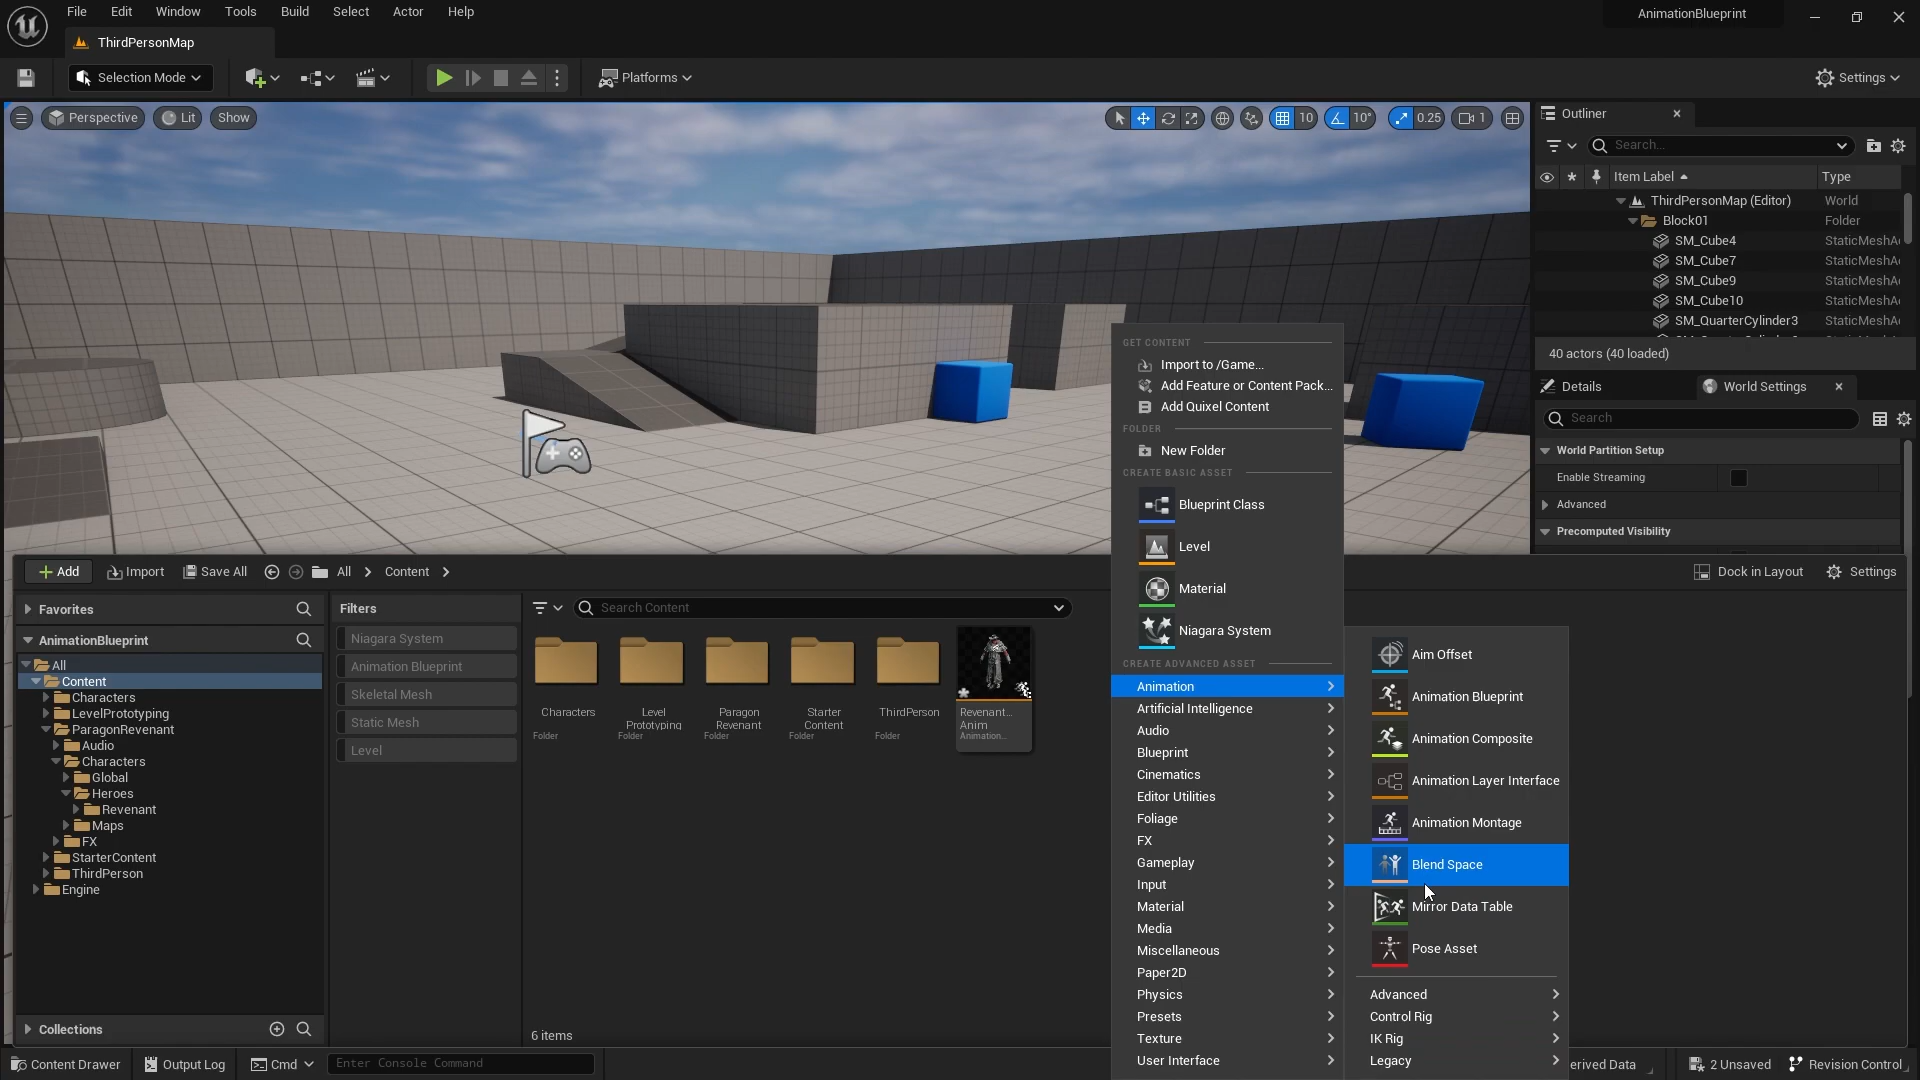 File Edit Window Tools Build Select Actor Help
AnimationBlueprint
ThirdPersonMap
Selection Mode
Platforms
Settings
Perspective Lit Show
10 10° 0.25 1
Outliner
Search...
Item Label Type
ThirdPersonMap (Editor) World
Block01 Folder
SM_Cube4 StaticMeshA
SM_Cube7 StaticMeshA
SM_Cube9 StaticMeshA
SM_Cube10 StaticMeshA
SM_QuarterCylinder3 StaticMeshA
40 actors (40 loaded)
Details World Settings
Search
World Partition Setup
Enable Streaming
Advanced
Precomputed Visibility
GET CONTENT
Import to /Game...
Add Feature or Content Pack...
Add Quixel Content
FOLDER
New Folder
CREATE BASIC ASSET
Blueprint Class
Level
Material
Niagara System
CREATE ADVANCED ASSET
Animation
Artificial Intelligence
Audio
Blueprint
Cinematics
Editor Utilities
Foliage
FX
Gameplay
Input
Material
Media
Miscellaneous
Paper2D
Physics
Presets
Texture
User Interface
Aim Offset
Animation Blueprint
Animation Composite
Animation Layer Interface
Animation Montage
Blend Space
Mirror Data Table
Pose Asset
Advanced
Control Rig
IK Rig
Legacy
Add Import Save All All Content
Dock in Layout Settings
Favorites
AnimationBlueprint
All
Content
Characters
LevelPrototyping
ParagonRevenant
Audio
Characters
Global
Heroes
Revenant
Maps
FX
StarterContent
ThirdPerson
Engine
Collections
Filters
Niagara System
Animation Blueprint
Skeletal Mesh
Static Mesh
Level
Search Content
Characters
Folder
Level
Prototyping
Folder
Paragon
Revenant
Folder
Starter
Content
Folder
ThirdPerson
Folder
Revenant...
Anim
Animation...
6 items
Content Drawer Output Log Cmd Enter Console Command
erived Data 2 Unsaved Revision Control